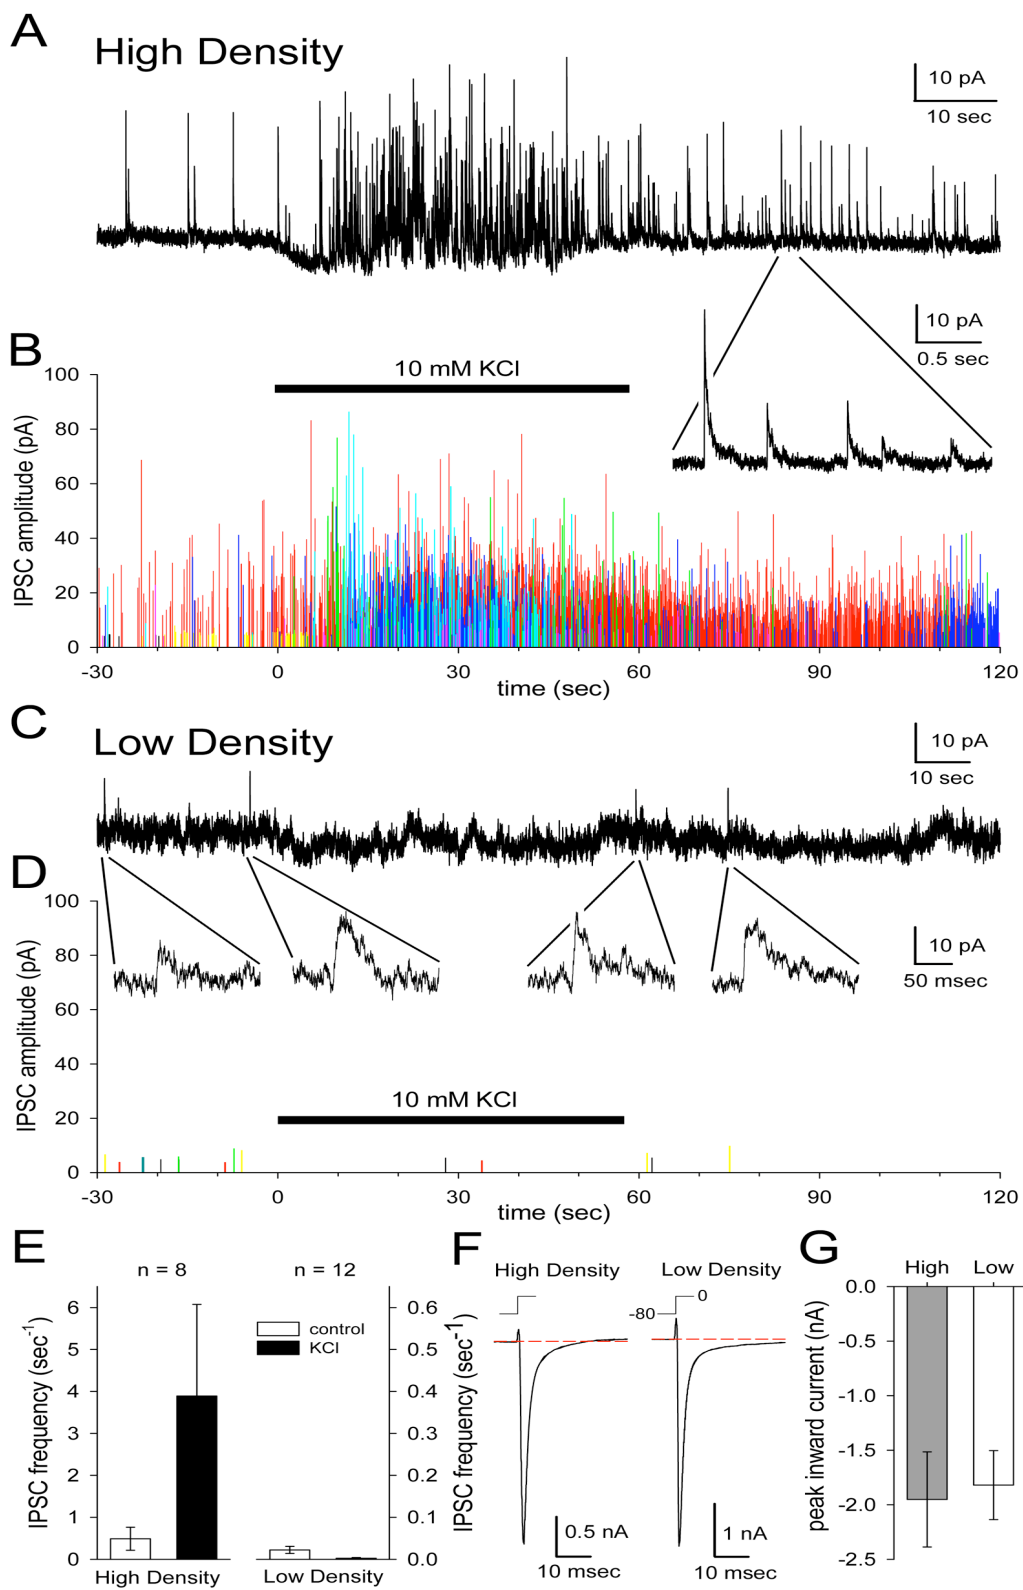 A
High Density
10 pA
10 sec
10 pA
0.5 sec
B
10 mM KCl
100
80
60
40
20
0
IPSC amplitude (pA)
-30 0 30 60 90 120
time (sec)
C
Low Density
10 pA
10 sec
D
100
80
60
40
20
0
IPSC amplitude (pA)
10 pA
50 msec
10 mM KCl
-30 0 30 60 90 120
time (sec)
E
n = 8 n = 12
6
5
4
3
2
1
0
IPSC frequency (sec-1)
control
KCl
0.6
0.5
0.4
0.3
0.2
0.1
0.0
IPSC frequency (sec-1)
High Density Low Density
F
High Density Low Density
-80 0
0.5 nA
10 msec
1 nA
10 msec
G
High Low
0.0
-0.5
-1.0
-1.5
-2.0
-2.5
peak inward current (nA)